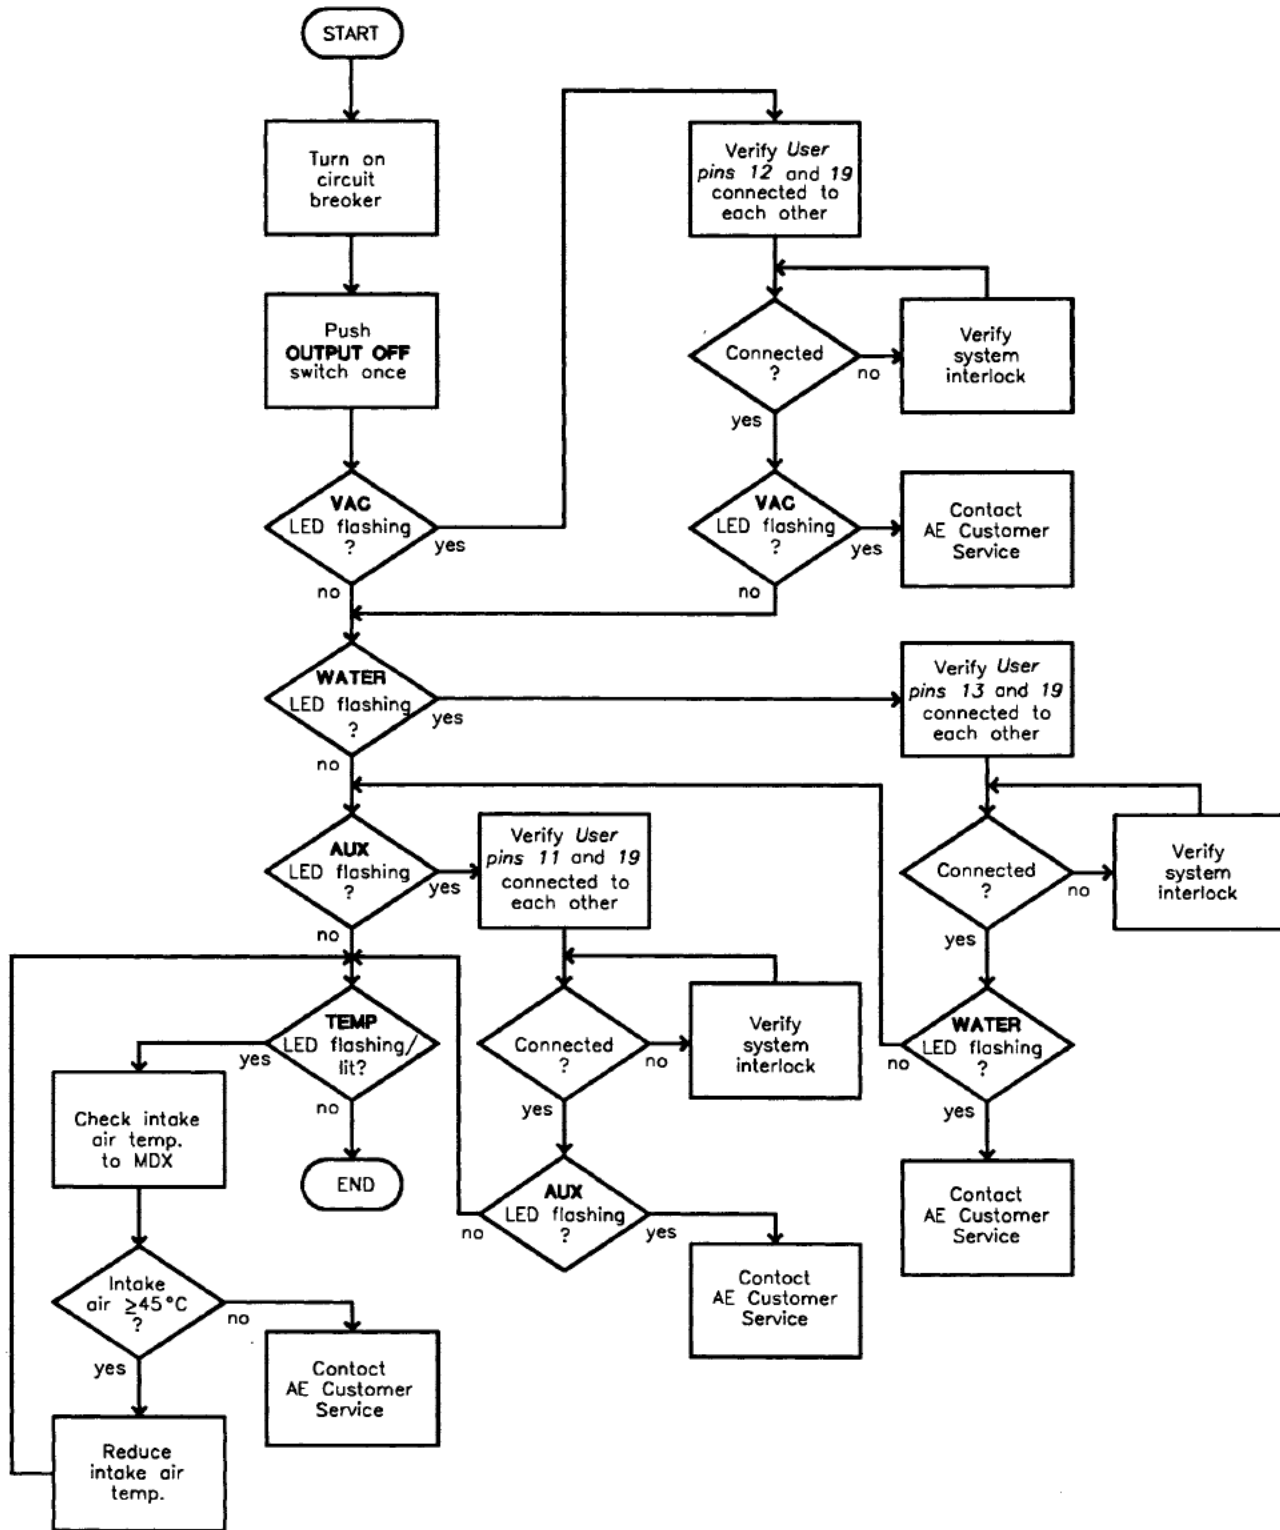 START
Turn on
circuit
breoker
Push
OUTPUT OFF
switch once
VAC
LED flashing
?
yes
no
Verify User
pins 12 and 19
connected to
each other
Connected
?
no
yes
Verify
system
interlock
VAC
LED flashing
?
yes
no
Contact
AE Customer
Service
WATER
LED flashing
?
yes
no
Verify User
pins 13 and 19
connected to
each other
Connected
?
no
yes
Verify
system
interlock
WATER
LED flashing
?
no
yes
Contact
AE Customer
Service
AUX
LED flashing
?
yes
no
Verify User
pins 11 and 19
connected to
each other
Connected
?
no
yes
Verify
system
interlock
AUX
LED flashing
?
no
yes
Contoct
AE Customer
Service
TEMP
LED flashing/
lit?
yes
no
END
Check intake
air temp.
to MDX
Intake
air ≥45°C
?
no
yes
Contoct
AE Customer
Service
Reduce
intake air
temp.